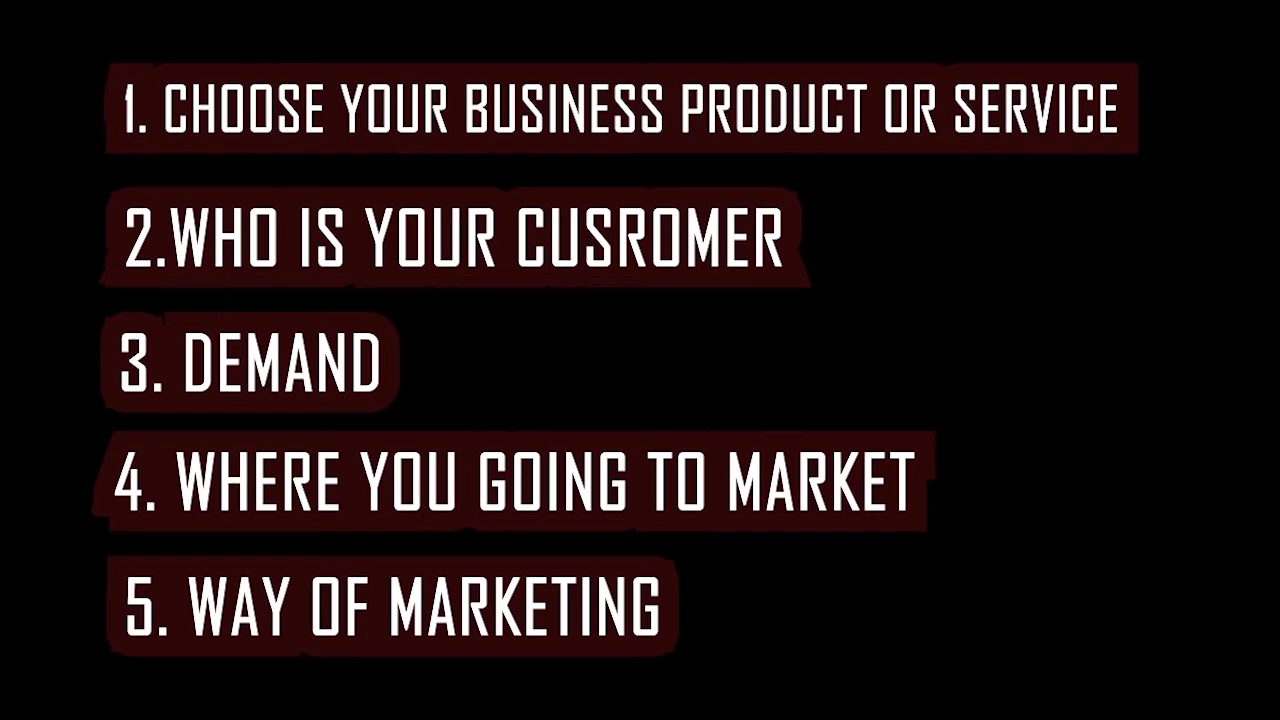 1. CHOOSE YOUR BUSINESS PRODUCT OR SERVICE
2.WHO IS YOUR CUSROMER
3. DEMAND
4. WHERE YOU GOING TO MARKET
5. WAY OF MARKETING